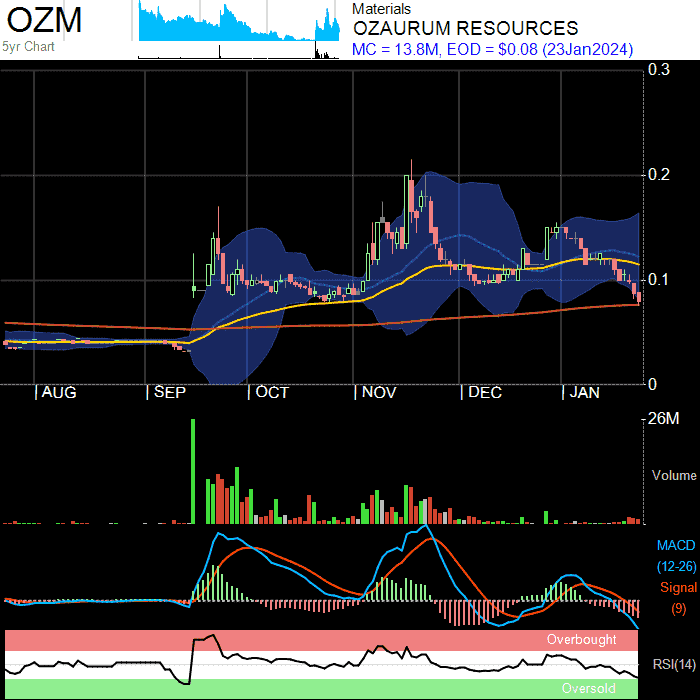 OZM
5yr Chart
Materials
OZAURUM RESOURCES
MC = 13.8M, EOD = $0.08 (23Jan2024)
0.3
0.2
0.1
0
AUG
SEP
OCT
NOV
DEC
JAN
26M
Volume
MACD
(12-26)
Signal
(9)
Overbought
RSI(14)
Oversold